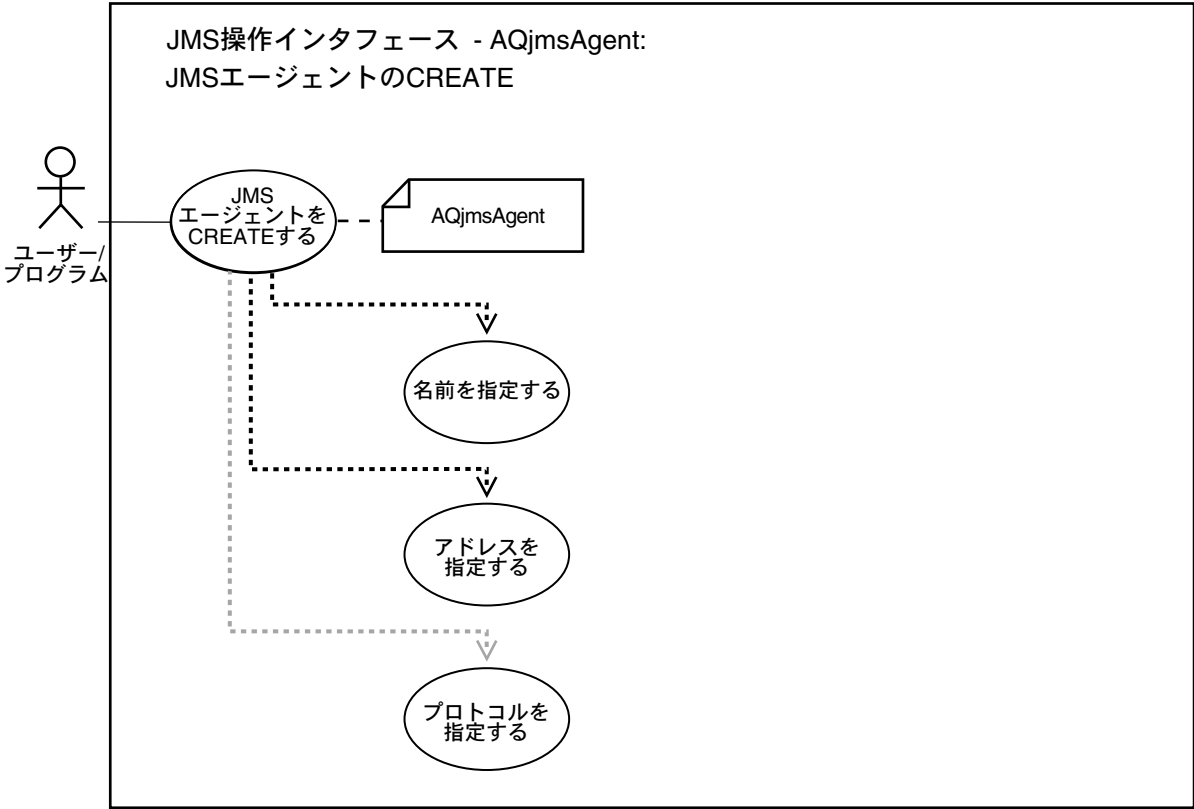 JMS操作インタフェース - AQjmsAgent:
JMSエージェントのCREATE
JMS
エージェントを
CREATEする
AQjmsAgent
ユーザー/
プログラム
名前を指定する
アドレスを
指定する
プロトコルを
指定する